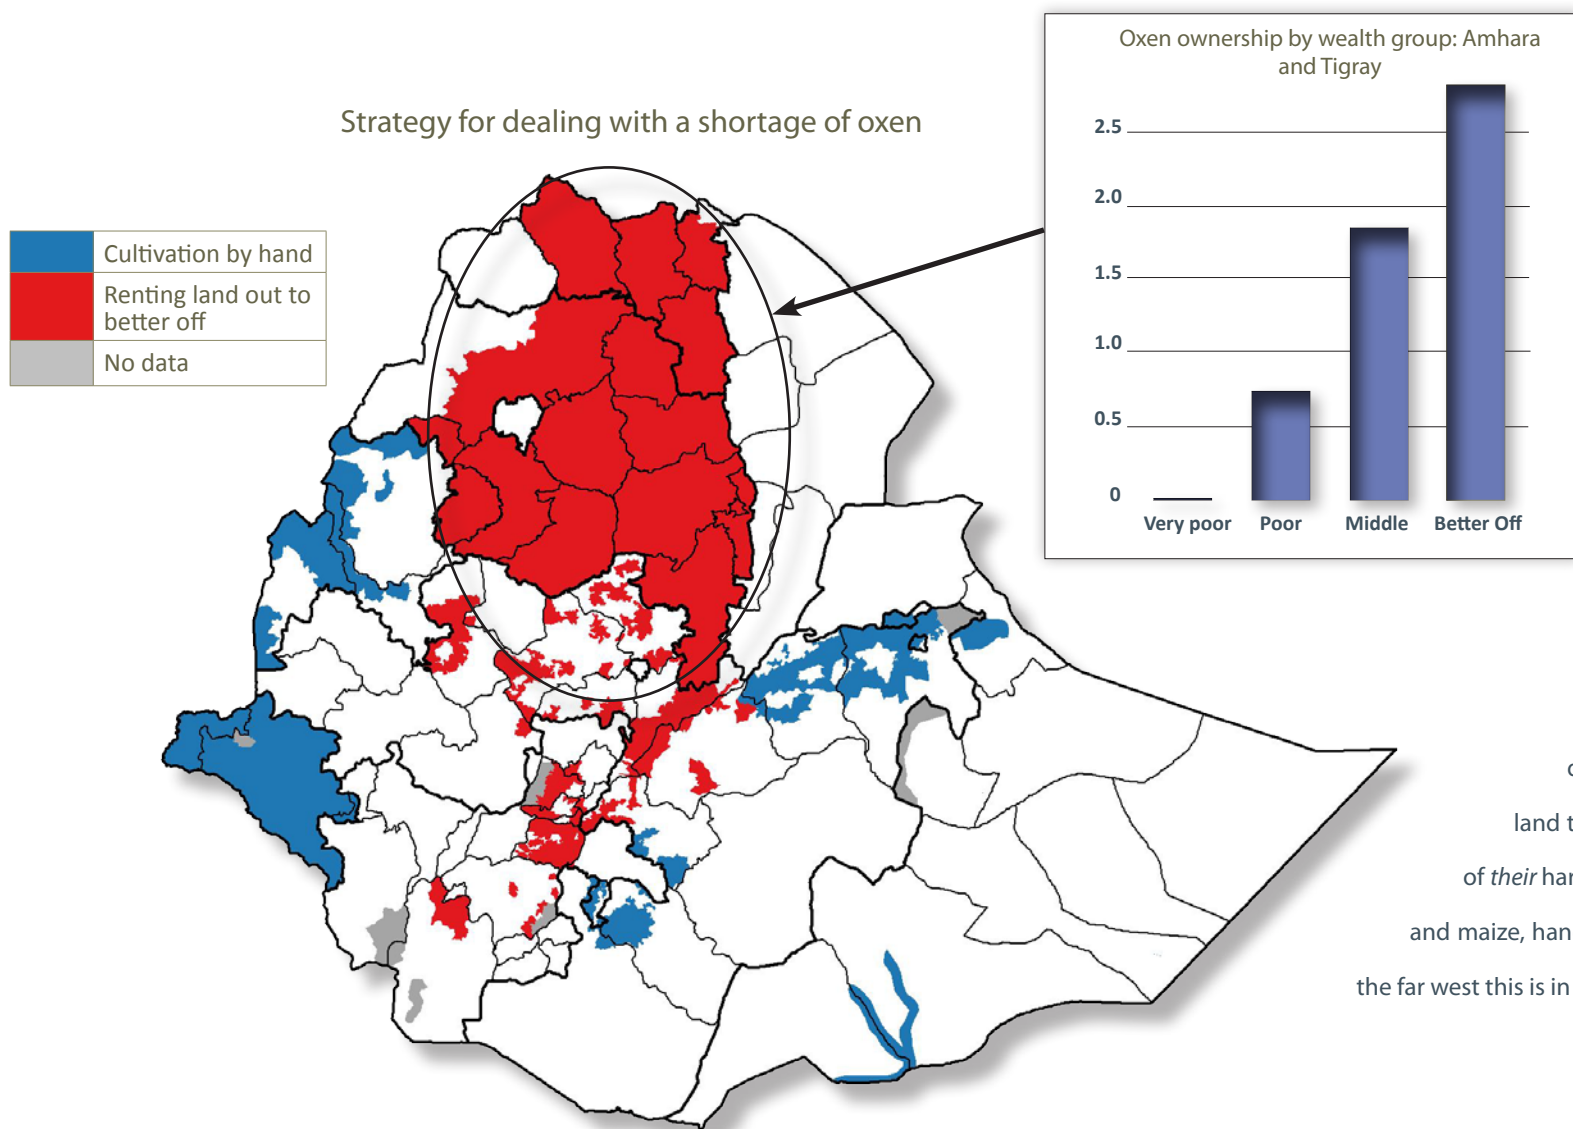 Oxen ownership by wealth group: Amhara
and Tigray
2.5
2.0
1.5
1.0
0.5
0
Very poor Poor Middle Better Off
Strategy for dealing with a shortage of oxen
Cultivation by hand
Renting land out to
better off
No data
land
of their
and maize,
the far west this is in